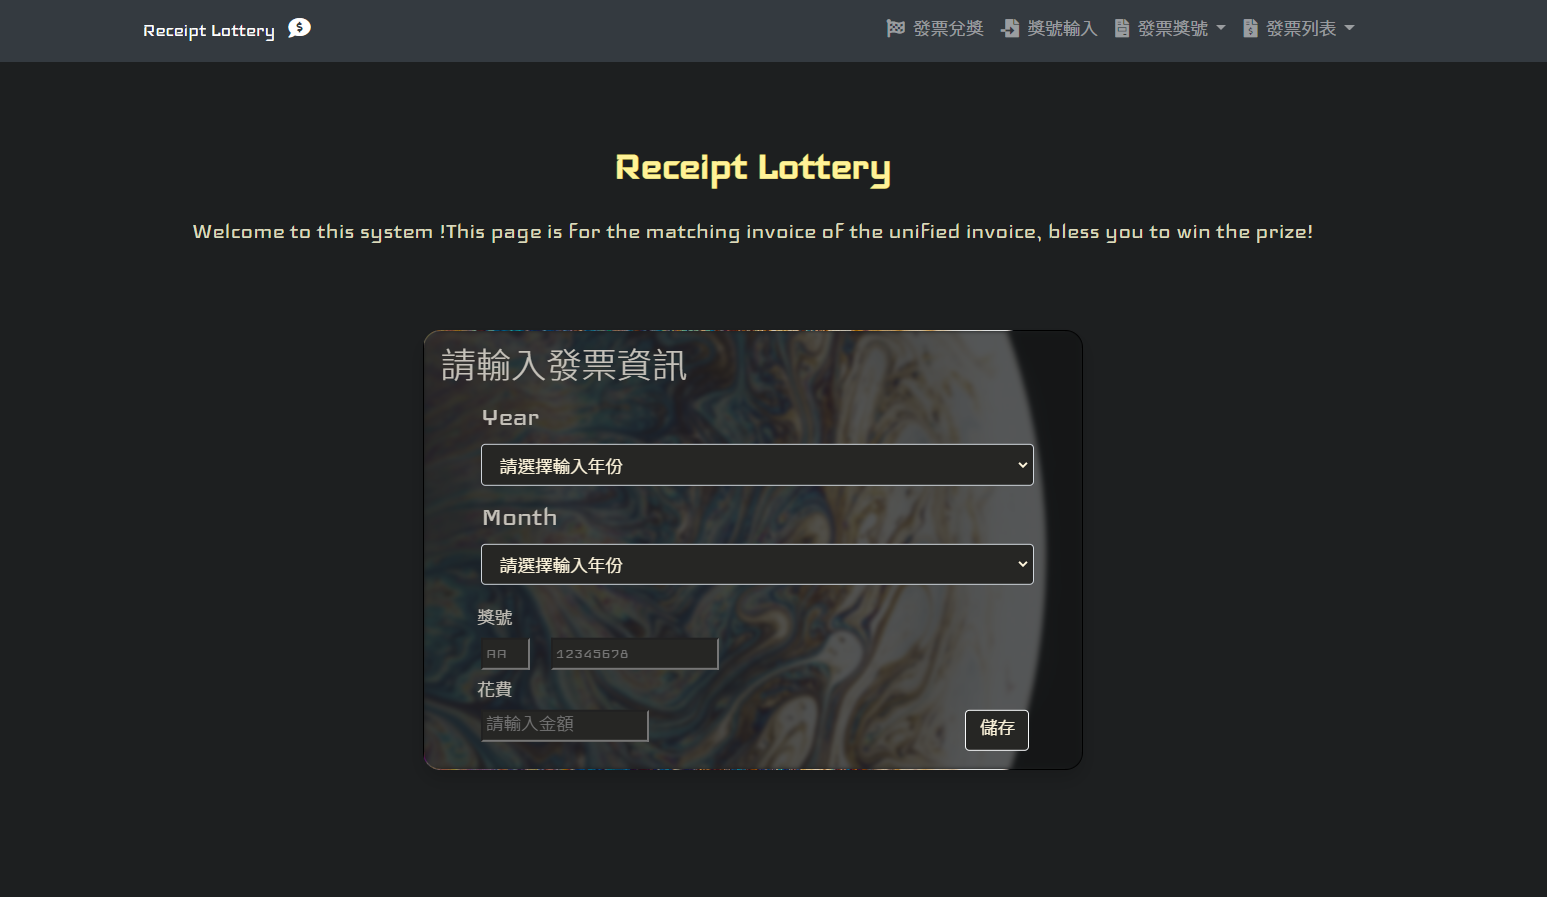 Receipt Lottery
發票兌獎 獎號輸入 發票獎號 發票列表
Receipt Lottery
Welcome to this system !This page is for the matching invoice of the unified invoice, bless you to win the prize!
請輸入發票資訊
Year
請選擇輸入年份
Month
請選擇輸入年份
獎號
AA 12345678
花費
請輸入金額
儲存